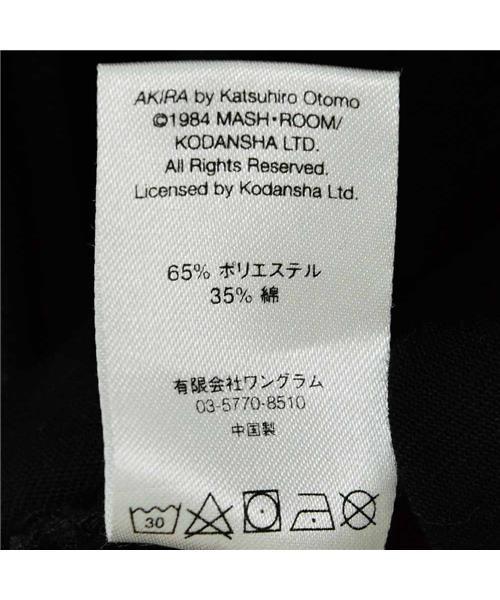 AKIRA by Katsuhiro Otomo
©1984 MASH・ROOM/
KODANSHA LTD.
All Rights Reserved.
Licensed by Kodansha Ltd.
65% ポリエステル
35% 綿
有限会社ワングラム
03-5770-8510
中国製
30